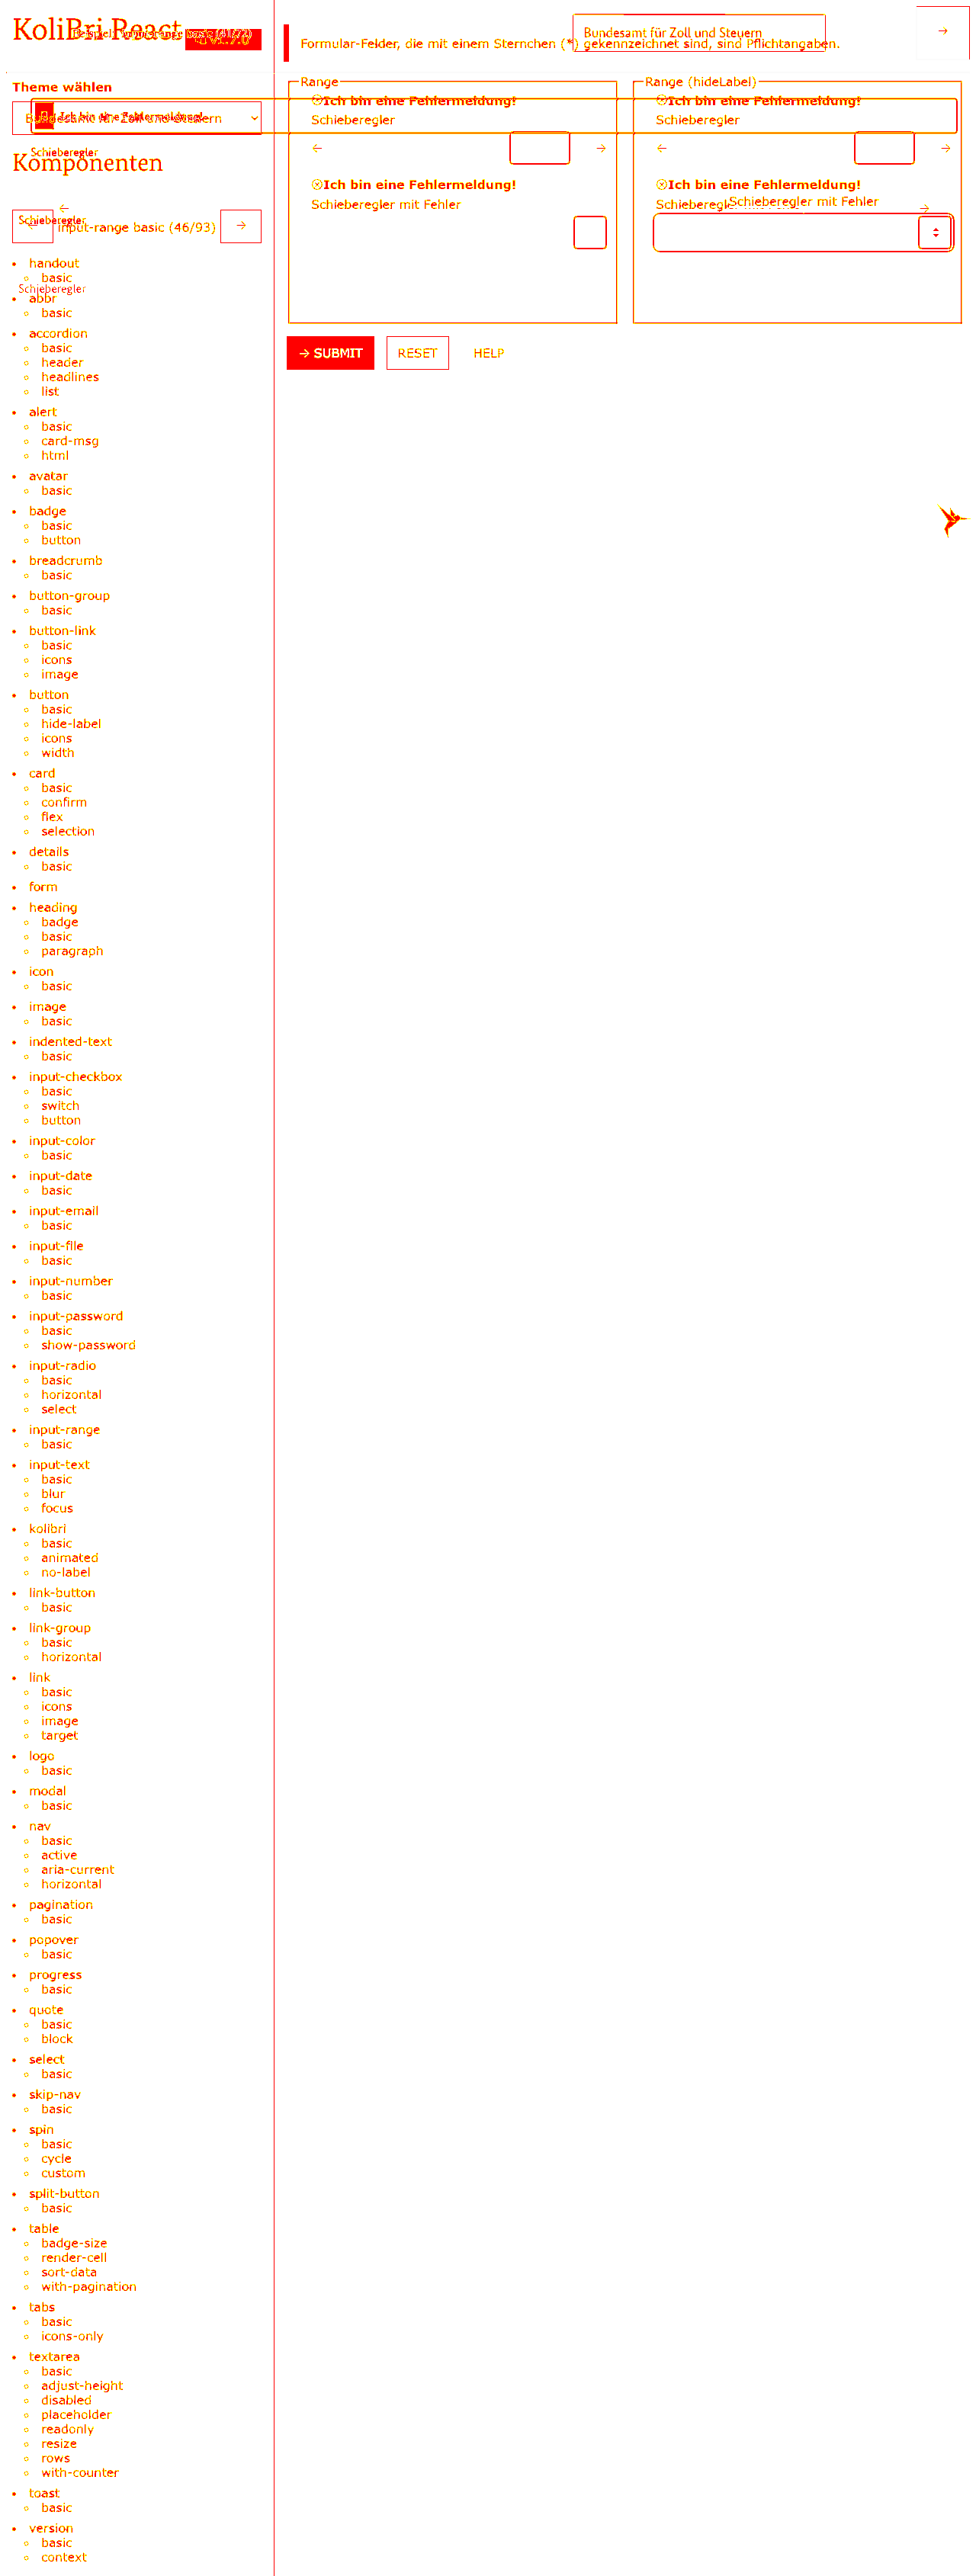 KoliBri React
Formular-Felder, die mit einem Sternchen (*) gekennzeichnet sind, sind Pflichtangaben.
Bundesamt für Zoll und Steuern
→
Theme wählen
Bundesamt für Zoll und Steuern
Ich bin eine Fehlermeldung!
Schieberegler
Komponenten
Schieberegler
←
← input-range basic (46/93) →
Schieberegler
Range
Ich bin eine Fehlermeldung!
Schieberegler
← →
Ich bin eine Fehlermeldung!
Schieberegler mit Fehler
Range (hideLabel)
Ich bin eine Fehlermeldung!
Schieberegler
← →
Ich bin eine Fehlermeldung!
Schieberegler mit Fehler
→
→ SUBMIT RESET HELP
handout
basic
abbr
basic
accordion
basic
header
headlines
list
alert
basic
card-msg
html
avatar
basic
badge
basic
button
breadcrumb
basic
button-group
basic
button-link
basic
icons
image
button
basic
hide-label
icons
width
card
basic
confirm
flex
selection
details
basic
form
heading
badge
basic
paragraph
icon
basic
image
basic
indented-text
basic
input-checkbox
basic
switch
button
input-color
basic
input-date
basic
input-email
basic
input-file
basic
input-number
basic
input-password
basic
show-password
input-radio
basic
horizontal
select
input-range
basic
input-text
basic
blur
focus
kolibri
basic
animated
no-label
link-button
basic
link-group
basic
horizontal
link
basic
icons
image
target
logo
basic
modal
basic
nav
basic
active
aria-current
horizontal
pagination
basic
popover
basic
progress
basic
quote
basic
block
select
basic
skip-nav
basic
spin
basic
cycle
custom
split-button
basic
table
badge-size
render-cell
sort-data
with-pagination
tabs
basic
icons-only
textarea
basic
adjust-height
disabled
placeholder
readonly
resize
rows
with-counter
toast
basic
version
basic
context